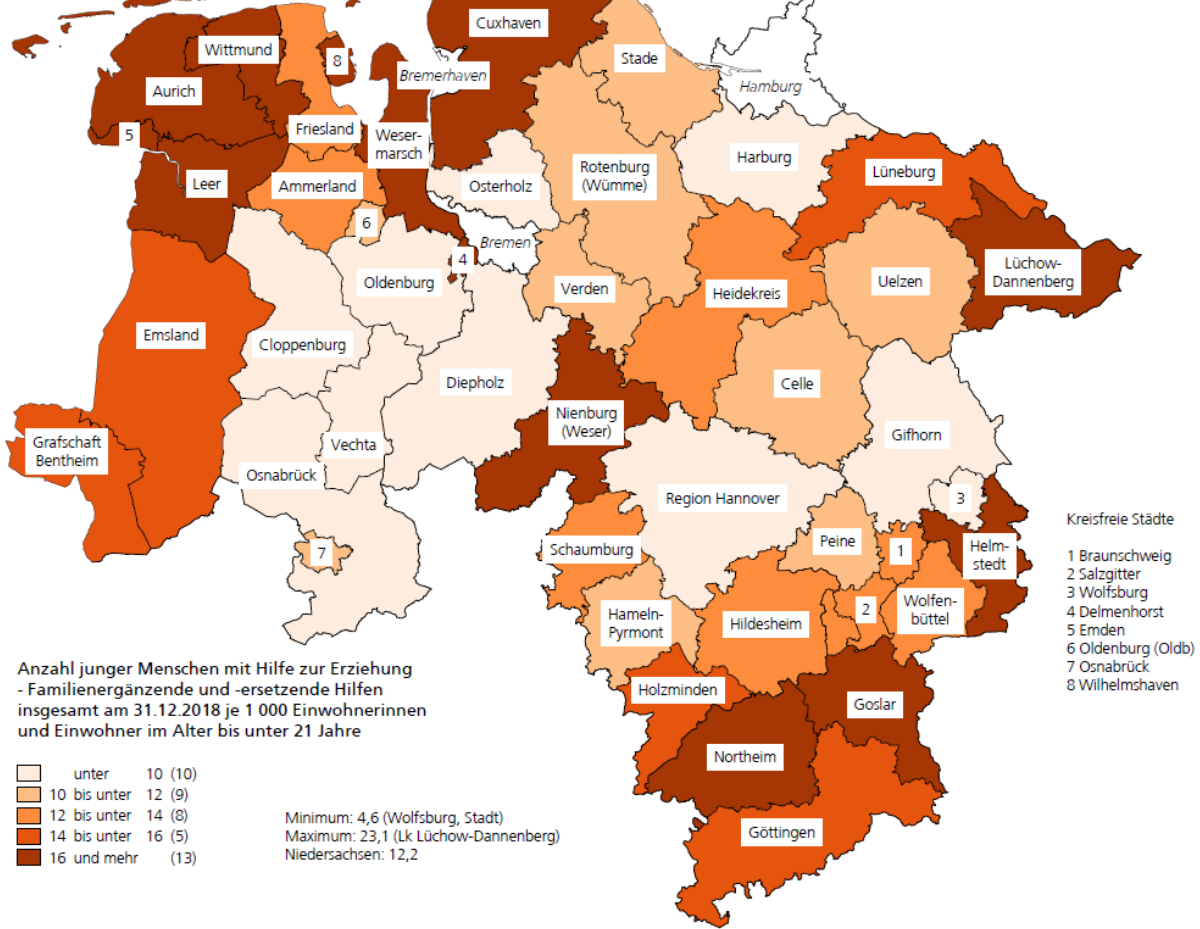 Cuxhaven
Wittmund
Stade
8
Bremerhaven
Aurich
Hamburg
5
Friesland
Weser-
marsch
Harburg
Rotenburg
(Wümme)
Lüneburg
Leer
Ammerland
Osterholz
6
Bremen
4
Oldenburg
Verden
Heidekreis
Uelzen
Lüchow-
Dannenberg
Emsland
Cloppenburg
Diepholz
Celle
Nienburg
(Weser)
Gifhorn
Grafschaft
Bentheim
Vechta
Osnabrück
Region Hannover
3
Kreisfreie Städte
7
Schaumburg
Peine
1
Helm-
stedt
1 Braunschweig
2 Salzgitter
3 Wolfsburg
4 Delmenhorst
5 Emden
6 Oldenburg (Oldb)
7 Osnabrück
8 Wilhelmshaven
Hameln-
Pyrmont
Hildesheim
2
Wolfen-
büttel
Anzahl junger Menschen mit Hilfe zur Erziehung
- Familienergänzende und -ersetzende Hilfen
insgesamt am 31.12.2018 je 1 000 Einwohnerinnen
und Einwohner im Alter bis unter 21 Jahre
Holzminden
Goslar
Northeim
Göttingen
unter 10 (10)
10 bis unter 12 (9)
12 bis unter 14 (8)
14 bis unter 16 (5)
16 und mehr (13)
Minimum: 4,6 (Wolfsburg, Stadt)
Maximum: 23,1 (Lk Lüchow-Dannenberg)
Niedersachsen: 12,2